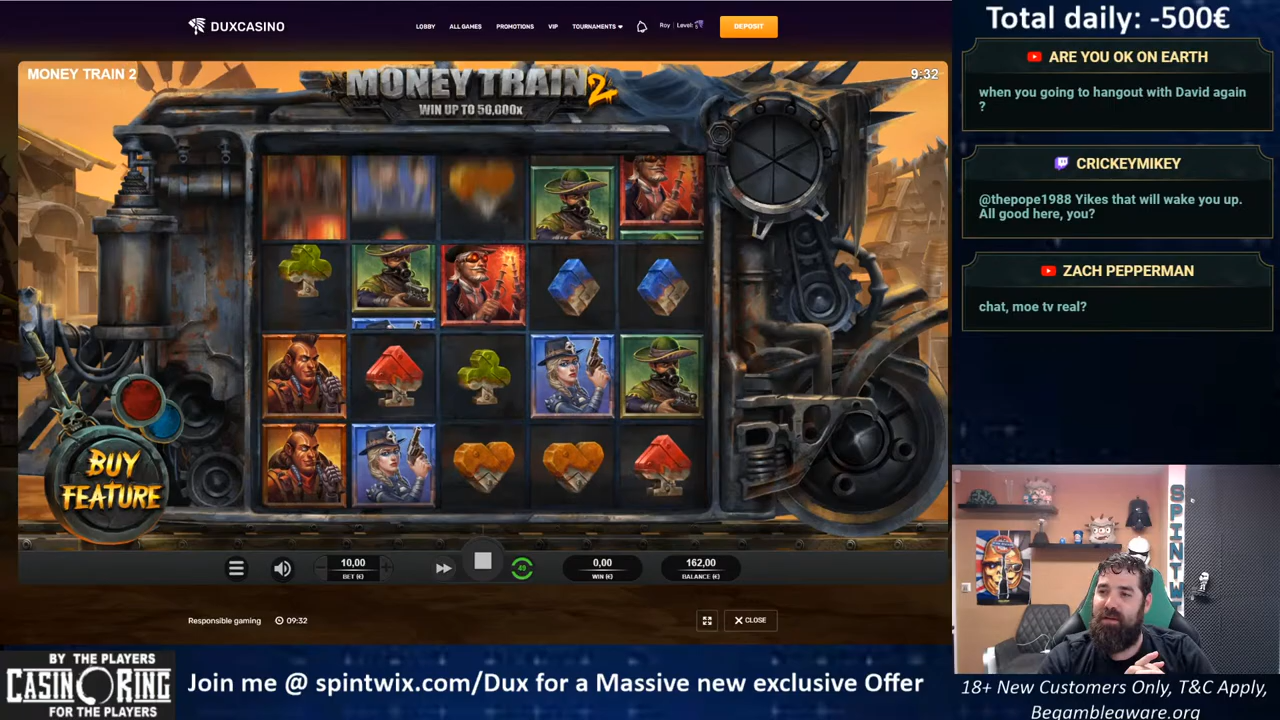 DUXCASINO
LOBBY
ALL GAMES
PROMOTIONS
VIP
TOURNAMENTS
Roy
Level:
DEPOSIT
MONEY TRAIN 2
9:32
MONEY TRAIN 2
WIN UP TO 50,000x
BUY
FEATURE
10,00
BET (€)
49
0,00
WIN (€)
162,00
BALANCE (€)
Responsible gaming
09:32
CLOSE
BY THE PLAYERS
CASINO RING
FOR THE PLAYERS
Join me @ spintwix.com/Dux for a Massive new exclusive Offer
Total daily: -500€
ARE YOU OK ON EARTH
when you going to hangout with David again
?
CRICKEYMIKEY
@thepope1988 Yikes that will wake you up.
All good here, you?
ZACH PEPPERMAN
chat, moe tv real?
SPINTW
18+ New Customers Only, T&C Apply,
Begambleaware.org